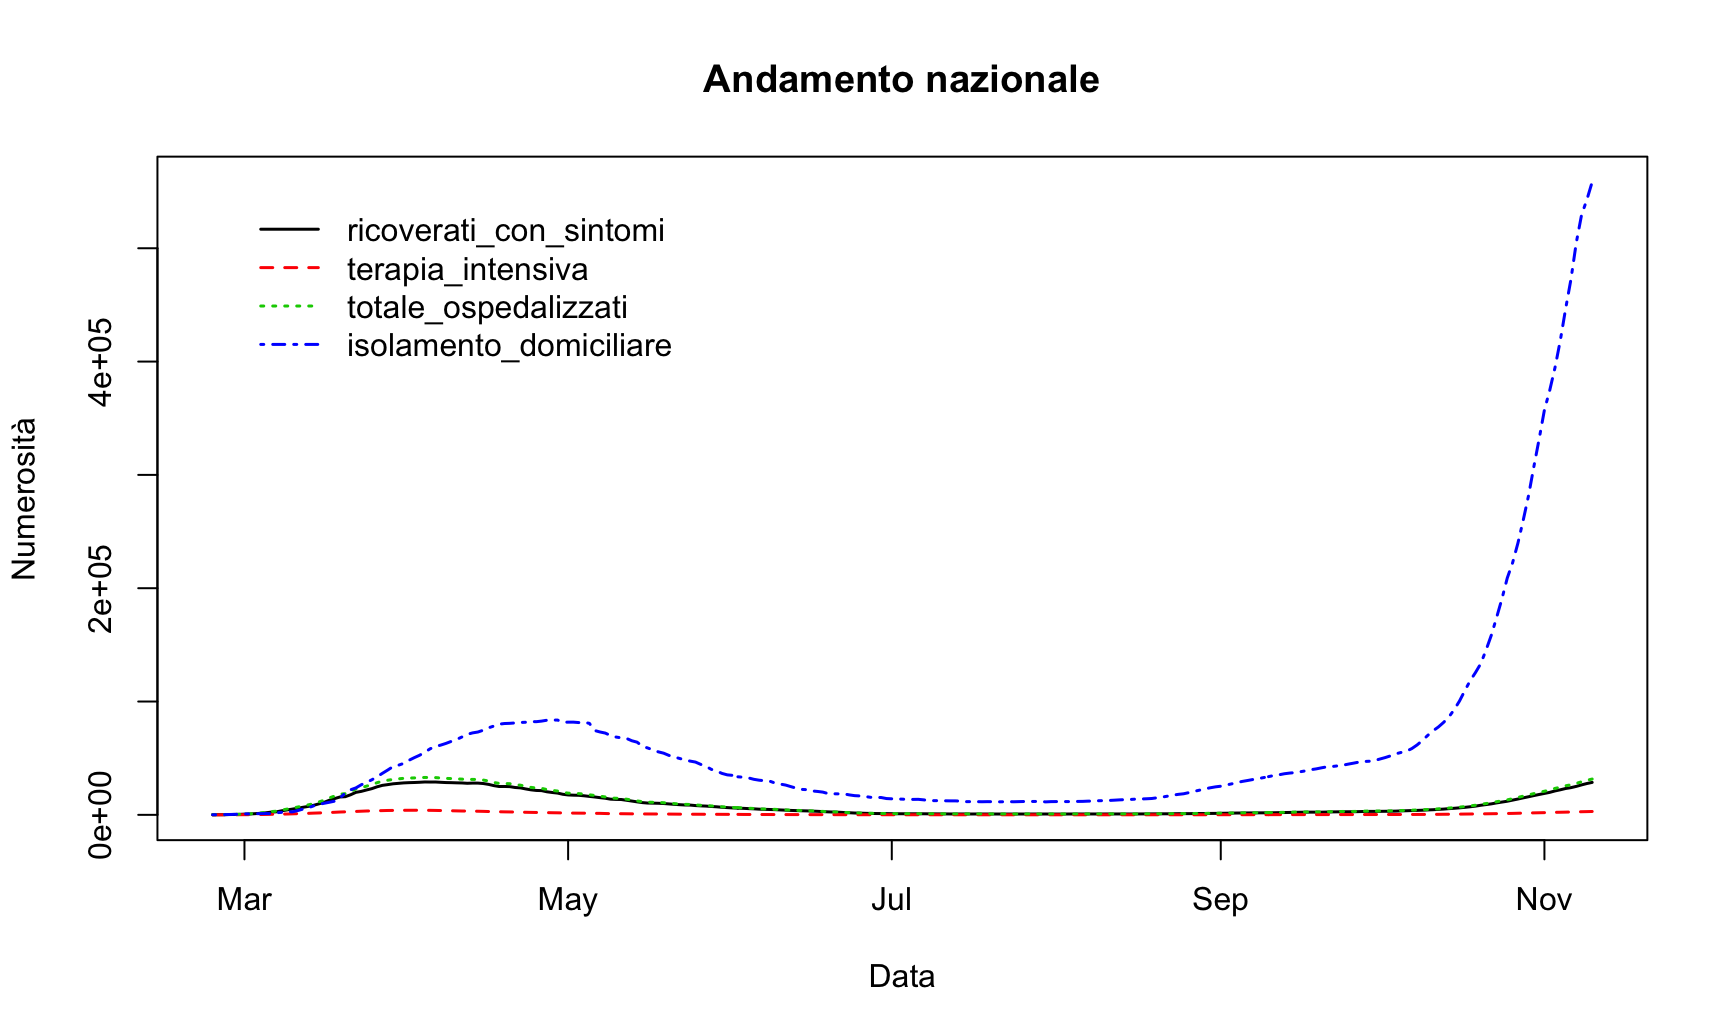 Andamento nazionale
ricoverati_con_sintomi
terapia_intensiva
totale_ospedalizzati
isolamento_domiciliare
Numerosità
4e+05
2e+05
0e+00
Mar May Jul Sep Nov
Data